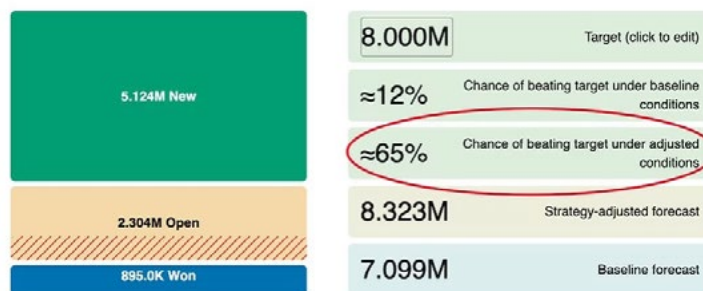 5.124M New
2.304M Open
895.0K Won
8.000M
Target (click to edit)
≈12%
Chance of beating target under baseline
conditions
≈65%
Chance of beating target under adjusted
conditions
8.323M
Strategy-adjusted forecast
7.099M
Baseline forecast